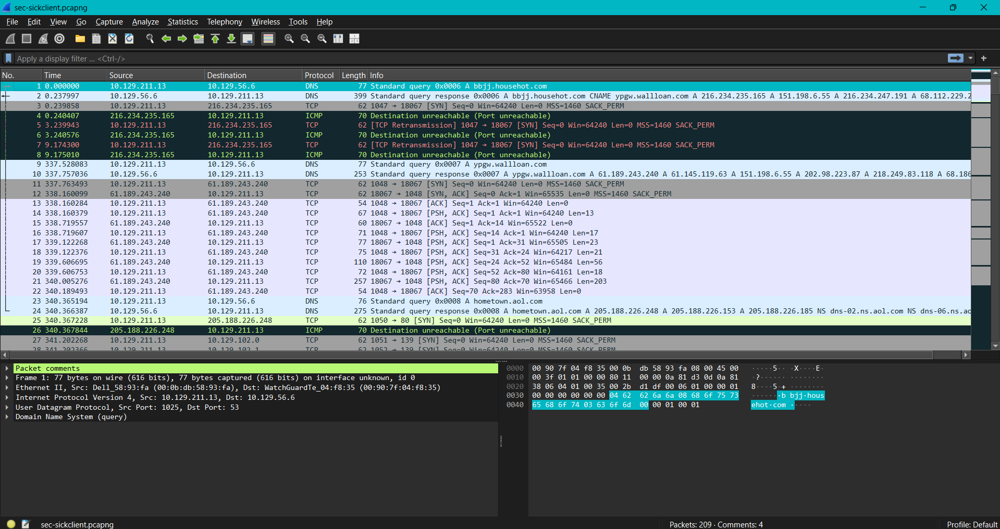 sec-sickclient.pcapng
File Edit View Go Capture Analyze Statistics Telephony Wireless Tools Help
Apply a display filter ... <Ctrl-/>
No. Time Source Destination Protocol Length Info
1 0.000000 10.129.211.13 10.129.56.6 DNS 77 Standard query 0x0006 A bbjj.househot.com
2 0.237997 10.129.56.6 10.129.211.13 DNS 399 Standard query response 0x0006 A bbjj.househot.com CNAME ypgw.wallloan.com A 216.234.235.165 A 151.198.6.55 A 216.234.247.191 A 68.112.229.2
3 0.239858 10.129.211.13 216.234.235.165 TCP 62 1047 → 18067 [SYN] Seq=0 Win=64240 Len=0 MSS=1460 SACK_PERM
4 0.240407 216.234.235.165 10.129.211.13 ICMP 70 Destination unreachable (Port unreachable)
5 3.239943 10.129.211.13 216.234.235.165 TCP 62 [TCP Retransmission] 1047 → 18067 [SYN] Seq=0 Win=64240 Len=0 MSS=1460 SACK_PERM
6 3.240576 216.234.235.165 10.129.211.13 ICMP 70 Destination unreachable (Port unreachable)
7 9.174300 10.129.211.13 216.234.235.165 TCP 62 [TCP Retransmission] 1047 → 18067 [SYN] Seq=0 Win=64240 Len=0 MSS=1460 SACK_PERM
8 9.175010 216.234.235.165 10.129.211.13 ICMP 70 Destination unreachable (Port unreachable)
9 337.528083 10.129.211.13 10.129.56.6 DNS 77 Standard query 0x0007 A ypgw.wallloan.com
10 337.757036 10.129.56.6 10.129.211.13 DNS 253 Standard query response 0x0007 A ypgw.wallloan.com A 61.189.243.240 A 61.145.119.63 A 151.198.6.55 A 202.98.223.87 A 218.249.83.118 A 68.186
11 337.763493 10.129.211.13 61.189.243.240 TCP 62 1048 → 18067 [SYN] Seq=0 Win=64240 Len=0 MSS=1460 SACK_PERM
12 338.160099 61.189.243.240 10.129.211.13 TCP 62 18067 → 1048 [SYN, ACK] Seq=0 Ack=1 Win=65535 Len=0 MSS=1460 SACK_PERM
13 338.160284 10.129.211.13 61.189.243.240 TCP 54 1048 → 18067 [ACK] Seq=1 Ack=1 Win=64240 Len=0
14 338.160379 10.129.211.13 61.189.243.240 TCP 67 1048 → 18067 [PSH, ACK] Seq=1 Ack=1 Win=64240 Len=13
15 338.719557 61.189.243.240 10.129.211.13 TCP 60 18067 → 1048 [ACK] Seq=1 Ack=14 Win=65522 Len=0
16 338.719607 10.129.211.13 61.189.243.240 TCP 71 1048 → 18067 [PSH, ACK] Seq=14 Ack=1 Win=64240 Len=17
17 339.122268 61.189.243.240 10.129.211.13 TCP 77 18067 → 1048 [PSH, ACK] Seq=1 Ack=31 Win=65505 Len=23
18 339.122376 10.129.211.13 61.189.243.240 TCP 75 1048 → 18067 [PSH, ACK] Seq=31 Ack=24 Win=64217 Len=21
19 339.606695 61.189.243.240 10.129.211.13 TCP 110 18067 → 1048 [PSH, ACK] Seq=24 Ack=52 Win=65484 Len=56
20 339.606753 10.129.211.13 61.189.243.240 TCP 72 1048 → 18067 [PSH, ACK] Seq=52 Ack=80 Win=64161 Len=18
21 340.005276 61.189.243.240 10.129.211.13 TCP 257 18067 → 1048 [PSH, ACK] Seq=80 Ack=70 Win=65466 Len=203
22 340.189493 10.129.211.13 61.189.243.240 TCP 54 1048 → 18067 [ACK] Seq=70 Ack=283 Win=63958 Len=0
23 340.365194 10.129.211.13 10.129.56.6 DNS 76 Standard query 0x0008 A hometown.aol.com
24 340.366387 10.129.56.6 10.129.211.13 DNS 275 Standard query response 0x0008 A hometown.aol.com A 205.188.226.248 A 205.188.226.153 A 205.188.226.185 NS dns-02.ns.aol.com NS dns-06.ns.ao
25 340.367228 10.129.211.13 205.188.226.248 TCP 62 1050 → 80 [SYN] Seq=0 Win=64240 Len=0 MSS=1460 SACK_PERM
26 340.367844 205.188.226.248 10.129.211.13 ICMP 70 Destination unreachable (Port unreachable)
27 341.202268 10.129.211.13 10.129.102.0 TCP 62 1051 → 139 [SYN] Seq=0 Win=64240 Len=0 MSS=1460 SACK_PERM
28 341.202366 10.129.211.13 10.129.102.1 TCP 62 1052 → 139 [SYN] Seq=0 Win=64240 Len=0 MSS=1460 SACK_PERM
Packet comments
Frame 1: 77 bytes on wire (616 bits), 77 bytes captured (616 bits) on interface unknown, id 0
Ethernet II, Src: Dell_58:93:fa (00:0b:db:58:93:fa), Dst: WatchGuardTe_04:f8:35 (00:90:7f:04:f8:35)
Internet Protocol Version 4, Src: 10.129.211.13, Dst: 10.129.56.6
User Datagram Protocol, Src Port: 1025, Dst Port: 53
Domain Name System (query)
0000 00 90 7f 04 f8 35 00 0b db 58 93 fa 08 00 45 00 ·····5·· ·X····E·
0010 00 3f 01 01 00 00 80 11 00 00 0a 81 d3 0d 0a 81 ·?······ ········
0020 38 06 04 01 00 35 00 2b d1 df 00 06 01 00 00 01 8····5·+ ········
0030 00 00 00 00 00 00 04 62 62 6a 6a 08 68 6f 75 73 ·······b bjj·hous
0040 65 68 6f 74 03 63 6f 6d 00 00 01 00 01 ehot·com ·····
sec-sickclient.pcapng
Packets: 209 · Comments: 4
Profile: Default